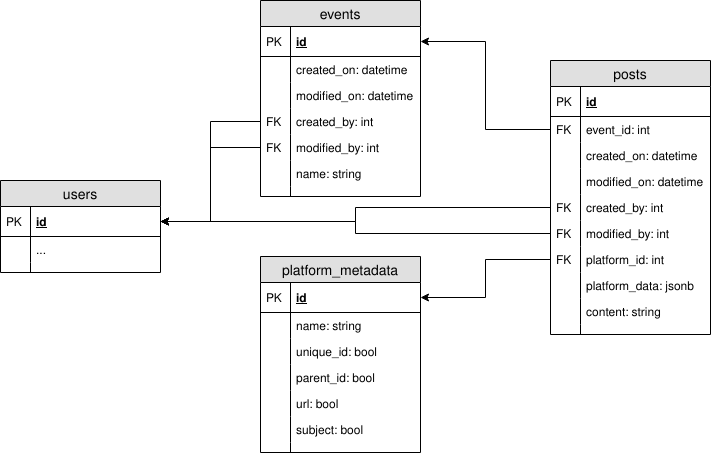 events
PK id
created_on: datetime
modified_on: datetime
FK created_by: int
FK modified_by: int
name: string
posts
PK id
FK event_id: int
created_on: datetime
modified_on: datetime
FK created_by: int
FK modified_by: int
FK platform_id: int
platform_data: jsonb
content: string
users
PK id
...
platform_metadata
PK id
name: string
unique_id: bool
parent_id: bool
url: bool
subject: bool